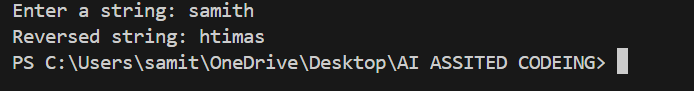 Enter a string: samith
Reversed string: htimas
PS C:\Users\samit\OneDrive\Desktop\AI ASSITED CODEING>